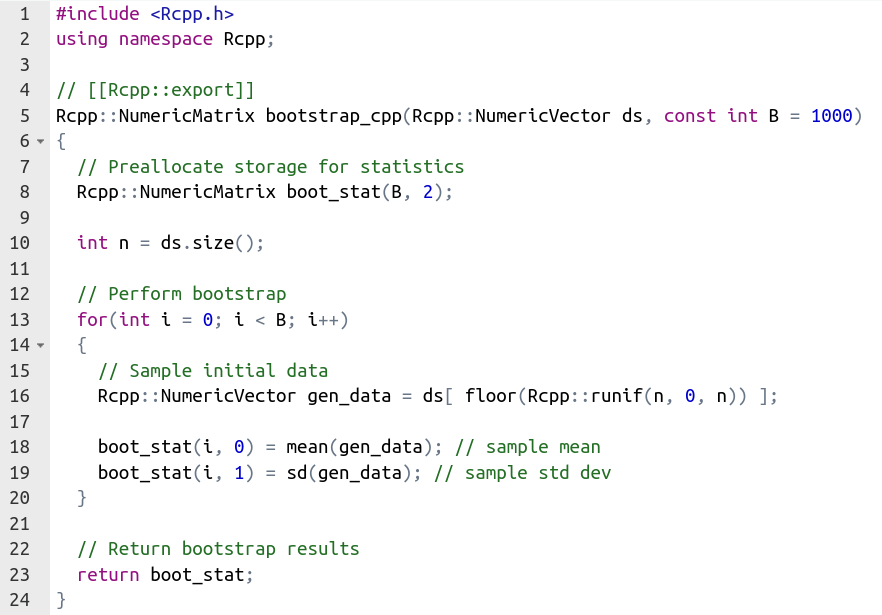 1 #include <Rcpp.h>
2 using namespace Rcpp;
3
4 // [[Rcpp::export]]
5 Rcpp::NumericMatrix bootstrap_cpp(Rcpp::NumericVector ds, const int B = 1000)
6 {
7   // Preallocate storage for statistics
8   Rcpp::NumericMatrix boot_stat(B, 2);
9
10   int n = ds.size();
11
12   // Perform bootstrap
13   for(int i = 0; i < B; i++)
14   {
15     // Sample initial data
16     Rcpp::NumericVector gen_data = ds[ floor(Rcpp::runif(n, 0, n)) ];
17
18     boot_stat(i, 0) = mean(gen_data); // sample mean
19     boot_stat(i, 1) = sd(gen_data); // sample std dev
20   }
21
22   // Return bootstrap results
23   return boot_stat;
24 }